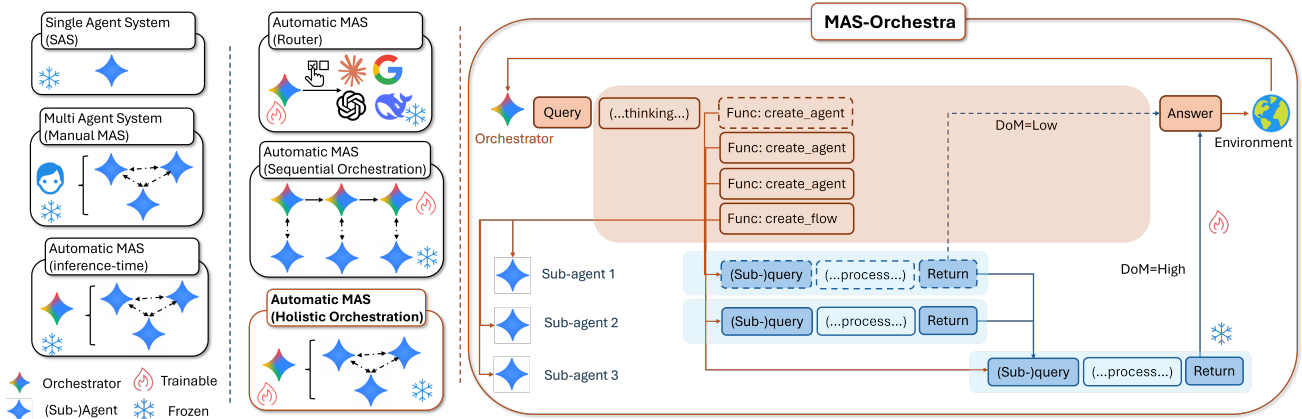 Single Agent System
(SAS)
Multi Agent System
(Manual MAS)
Automatic MAS
(inference-time)
Orchestrator
Trainable
(Sub-)Agent
Frozen
Automatic MAS
(Router)
Automatic MAS
(Sequential Orchestration)
Automatic MAS
(Holistic Orchestration)
MAS-Orchestra
Orchestrator
Query
(...thinking...)
Func: create_agent
Func: create_agent
Func: create_agent
Func: create_flow
DoM=Low
Answer
Environment
Sub-agent 1
(Sub-)query
(...process...)
Return
DoM=High
Sub-agent 2
(Sub-)query
(...process...)
Return
Sub-agent 3
(Sub-)query
(...process...)
Return